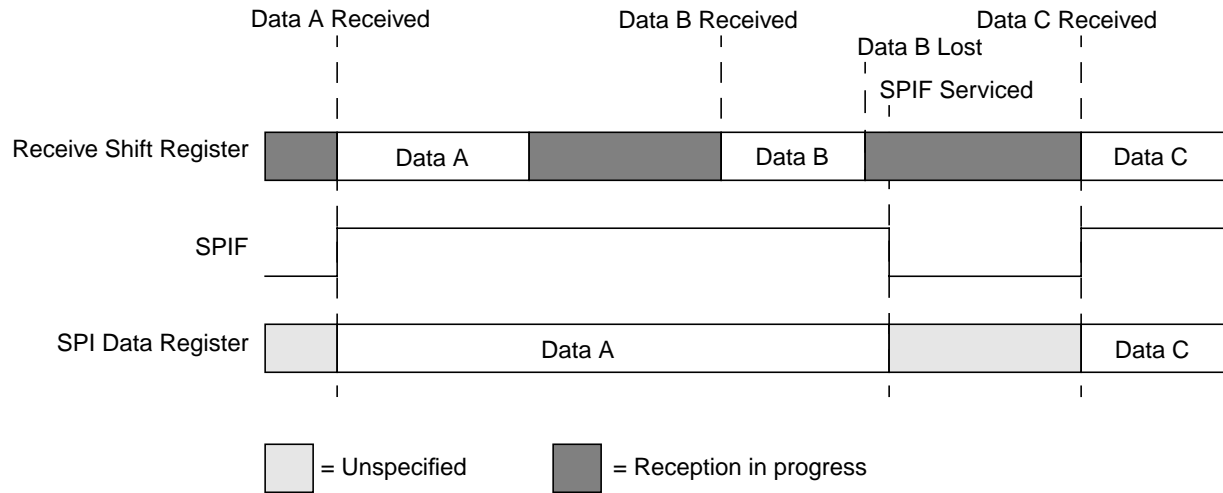 Data A Received
Data B Received
Data C Received
Data B Lost
SPIF Serviced
Receive Shift Register
Data A
Data B
Data C
SPIF
SPI Data Register
Data A
Data C
= Unspecified
= Reception in progress